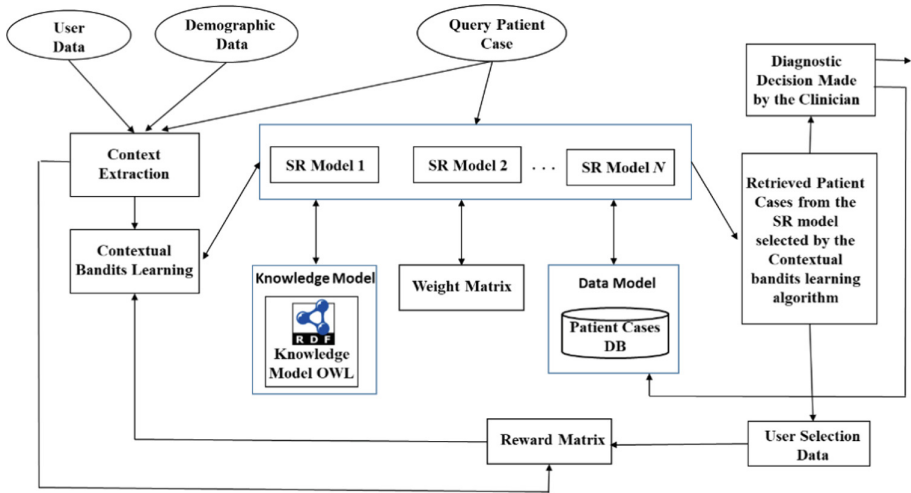 User
Data
Demographic
Data
Query Patient
Case
Diagnostic
Decision Made
by the Clinician
Context
Extraction
SR Model 1
SR Model 2
. . .
SR Model N
Retrieved Patient
Cases from the
SR model
selected by the
Contextual
bandits learning
algorithm
Contextual
Bandits Learning
Knowledge Model
RDF
Knowledge
Model OWL
Weight Matrix
Data Model
Patient Cases
DB
Reward Matrix
User Selection
Data